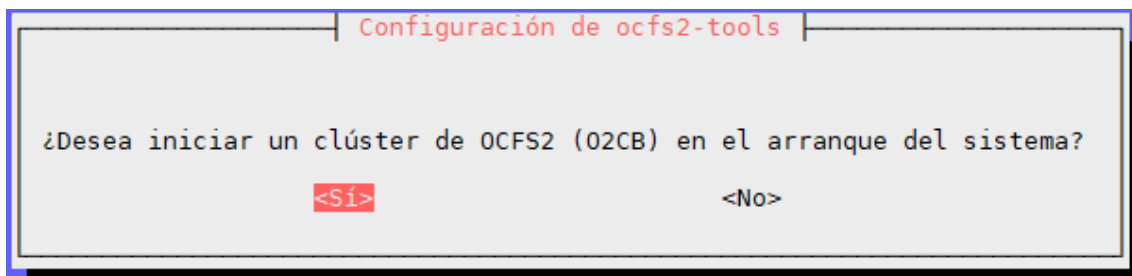 Configuración de ocfs2-tools
¿Desea iniciar un clúster de OCFS2 (O2CB) en el arranque del sistema?
<Sí> <No>